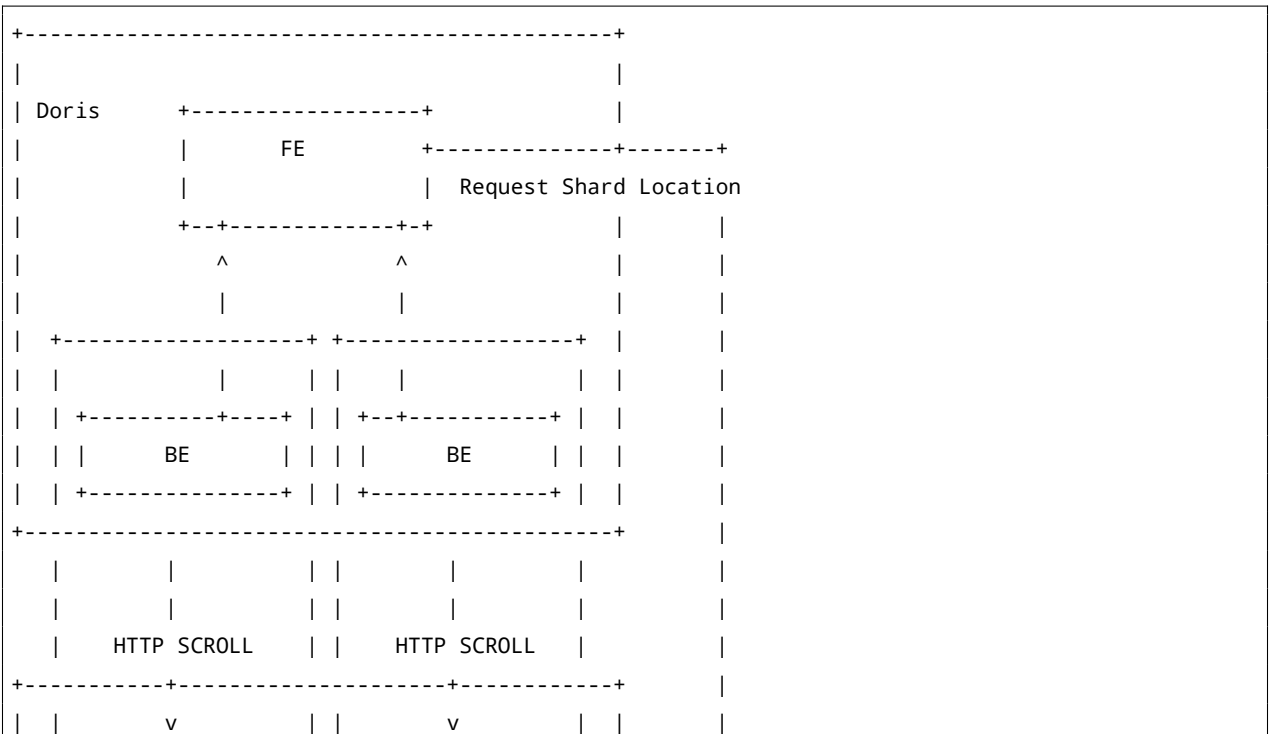 +----------------------------------------------+
|                                              |
| Doris      +------------------+              |
|            |       FE         +--------------+-------+
|            |                  |  Request Shard Location
|            +--+-------------+-+              |       |
|               ^             ^                |       |
|               |             |                |       |
|  +-------------------+ +------------------+  |       |
|  |            |      | |    |             |  |       |
|  | +----------+----+ | | +--+-----------+ |  |       |
|  | |      BE       | | | |      BE      | |  |       |
|  | +---------------+ | | +--------------+ |  |       |
+----------------------------------------------+       |
   |        |          | |        |         |          |
   |        |          | |        |         |          |
   |    HTTP SCROLL    | |    HTTP SCROLL   |          |
+-----------+---------------------+------------+       |
|  |        v          | |        v         |  |       |